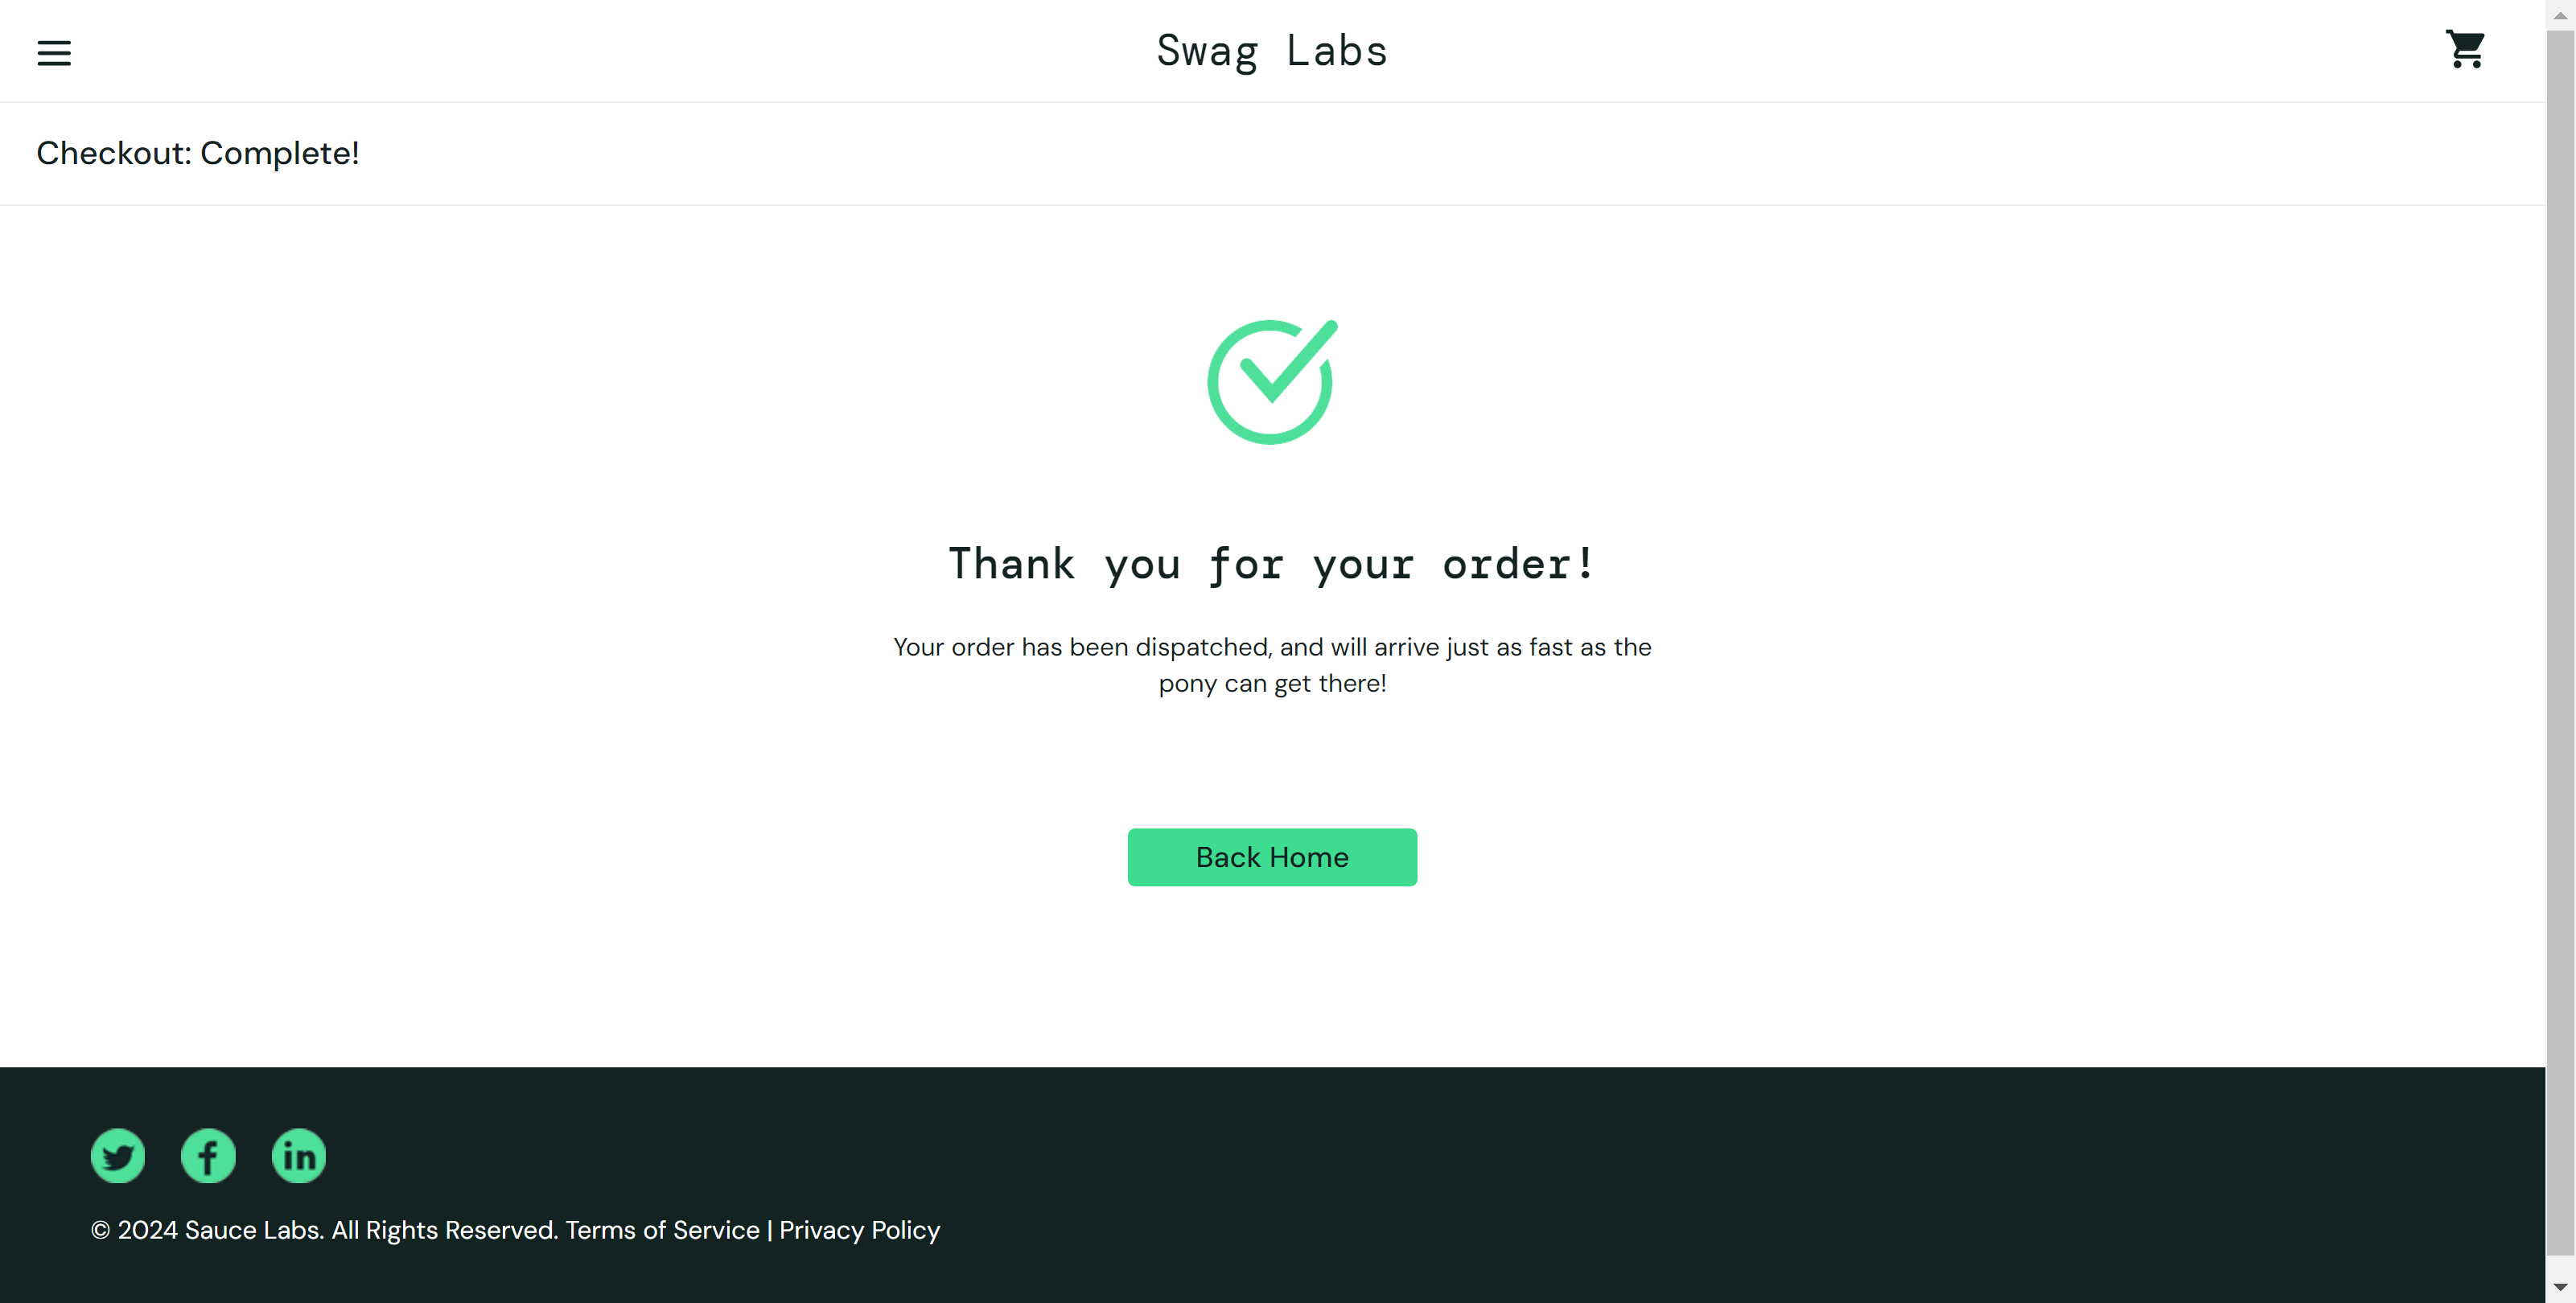 Swag Labs
Checkout: Complete!
Thank you for your order!
Your order has been dispatched, and will arrive just as fast as the
pony can get there!
Back Home
© 2024 Sauce Labs. All Rights Reserved. Terms of Service | Privacy Policy